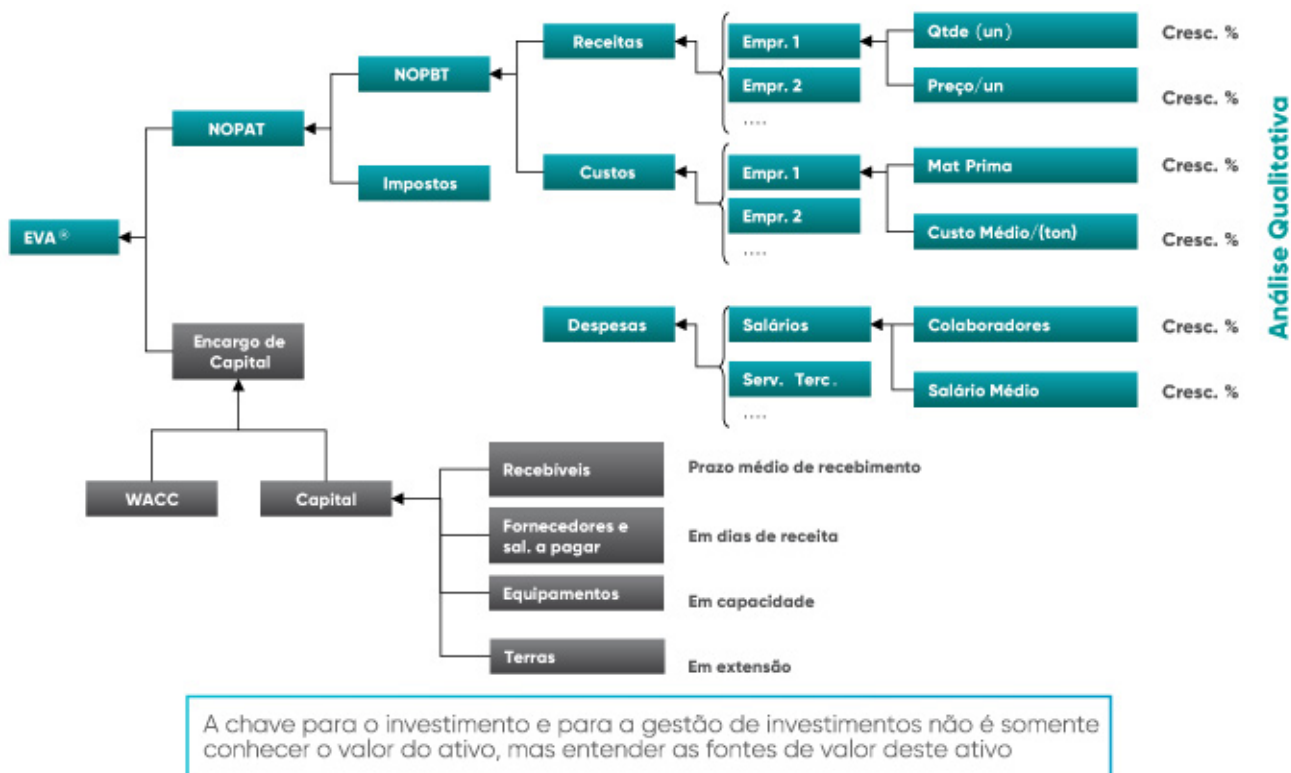 Receitas
Empr. 1
Qtde (un)
Cresc. %
NOPBT
Empr. 2
Preço/un
Cresc. %
....
NOPAT
Impostos
Custos
Empr. 1
Mat Prima
Cresc. %
Empr. 2
Custo Médio/(ton)
Cresc. %
....
EVA®
Análise Qualitativa
Encargo de
Capital
Despesas
Salários
Colaboradores
Cresc. %
Serv. Terc.
Salário Médio
Cresc. %
....
WACC
Capital
Recebíveis
Prazo médio de recebimento
Fornecedores e
sal. a pagar
Em dias de receita
Equipamentos
Em capacidade
Terras
Em extensão
A chave para o investimento e para a gestão de investimentos não é somente
conhecer o valor do ativo, mas entender as fontes de valor deste ativo